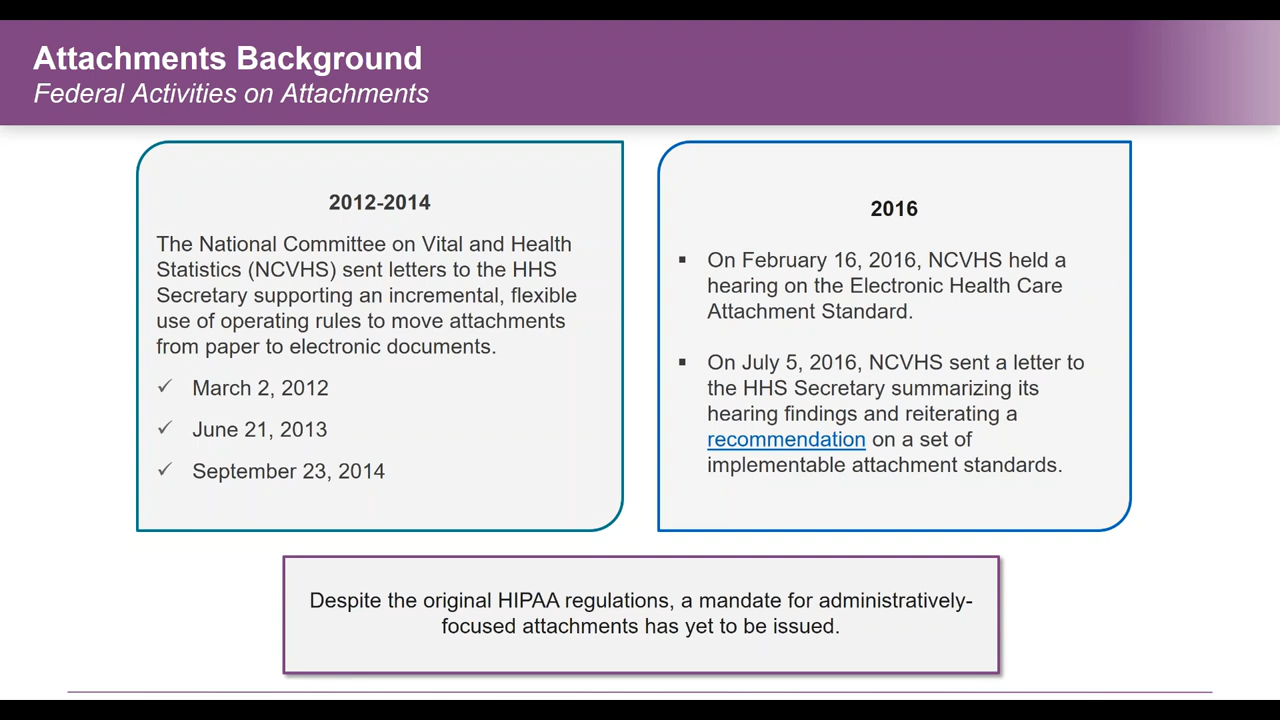 Attachments Background
Federal Activities on Attachments
2012-2014
The National Committee on Vital and Health
Statistics (NCVHS) sent letters to the HHS
Secretary supporting an incremental, flexible
use of operating rules to move attachments
from paper to electronic documents.
✓ March 2, 2012
✓ June 21, 2013
✓ September 23, 2014
2016
▪ On February 16, 2016, NCVHS held a
hearing on the Electronic Health Care
Attachment Standard.
▪ On July 5, 2016, NCVHS sent a letter to
the HHS Secretary summarizing its
hearing findings and reiterating a
recommendation on a set of
implementable attachment standards.
Despite the original HIPAA regulations, a mandate for administratively-
focused attachments has yet to be issued.